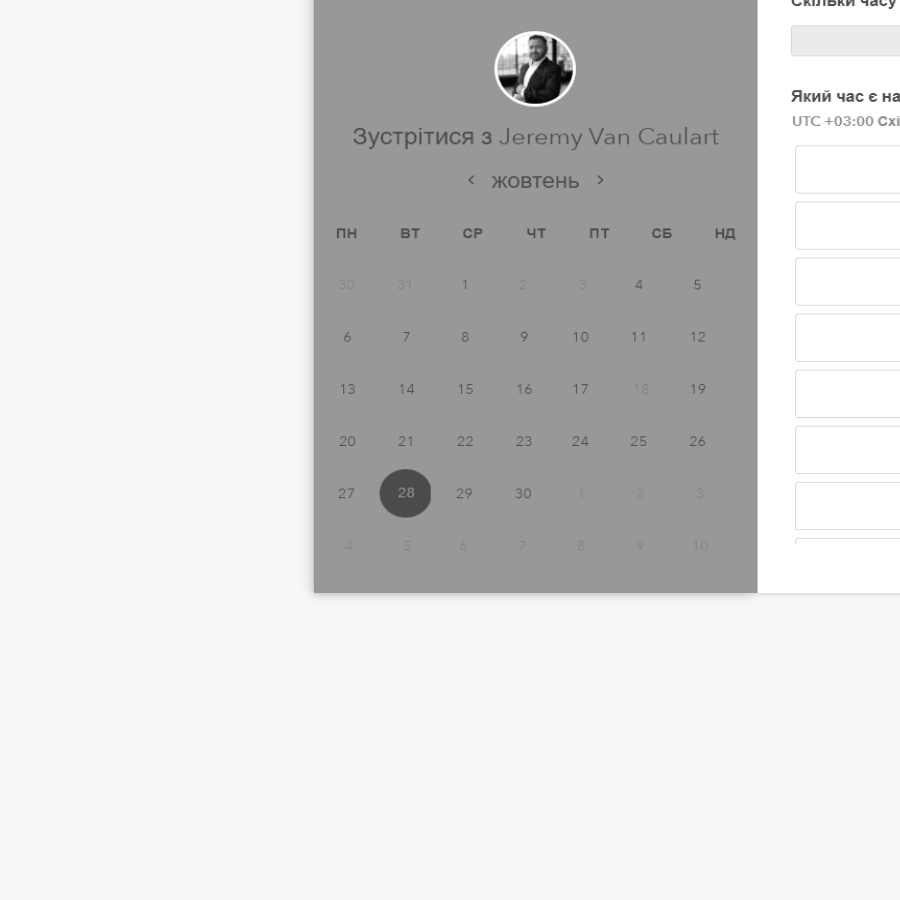 Скільки часу
Який час є на
UTC +03:00 Схі
Зустрітися з Jeremy Van Caulart
жовтень
ПН ВТ СР ЧТ ПТ СБ НД
30 31 1 2 3 4 5
6 7 8 9 10 11 12
13 14 15 16 17 18 19
20 21 22 23 24 25 26
27 28 29 30 1 2 3
4 5 6 7 8 9 10